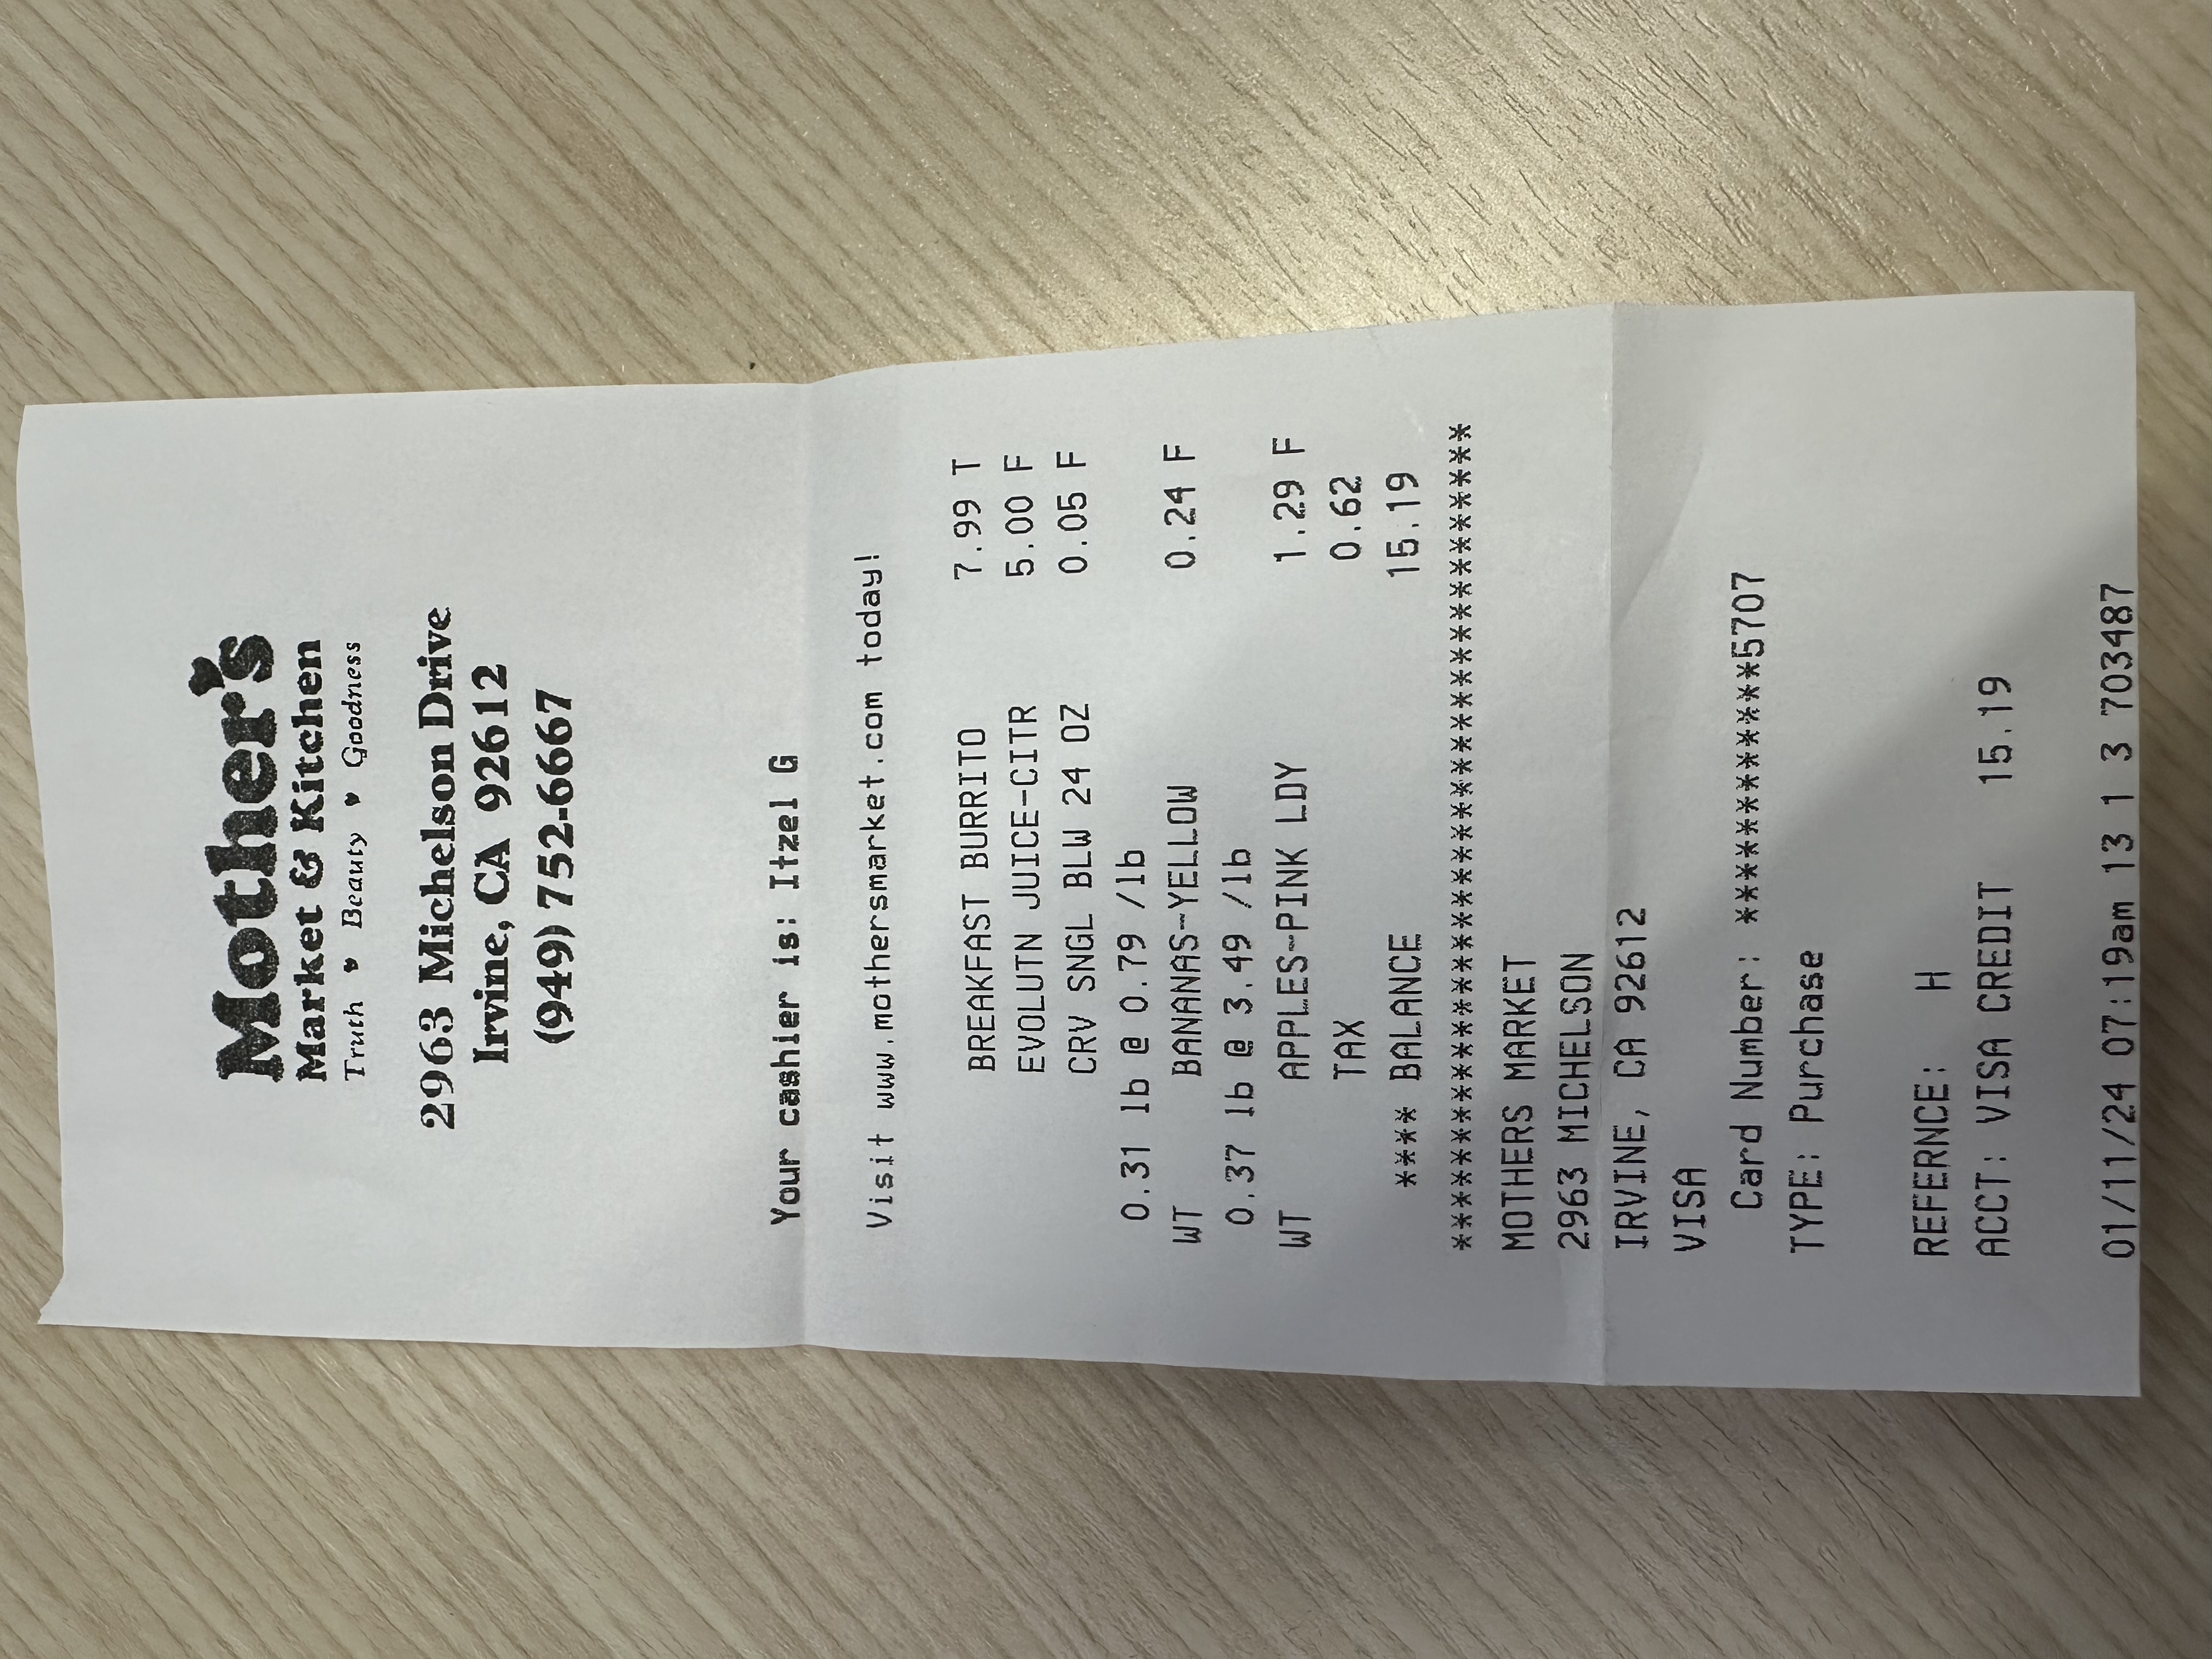 Mother's
Market & Kitchen
Truth ♥ Beauty ♥ Goodness
2963 Michelson Drive
Irvine, CA 92612
(949) 752-6667
Your cashier is: Itzel G
Visit www.mothersmarket.com today!
BREAKFAST BURRITO 7.99 T
EVOLUTN JUICE-CITR 5.00 F
CRV SNGL BLW 24 OZ 0.05 F
0.31 lb @ 0.79 /lb
WT BANANAS-YELLOW 0.24 F
0.37 lb @ 3.49 /lb
WT APPLES-PINK LDY 1.29 F
TAX 0.62
**** BALANCE 15.19
***************************************
MOTHERS MARKET
2963 MICHELSON
IRVINE, CA 92612
VISA
Card Number: ************5707
TYPE: Purchase
REFERNCE: H
ACCT: VISA CREDIT 15.19
01/11/24 07:19am 13 1 3 703487